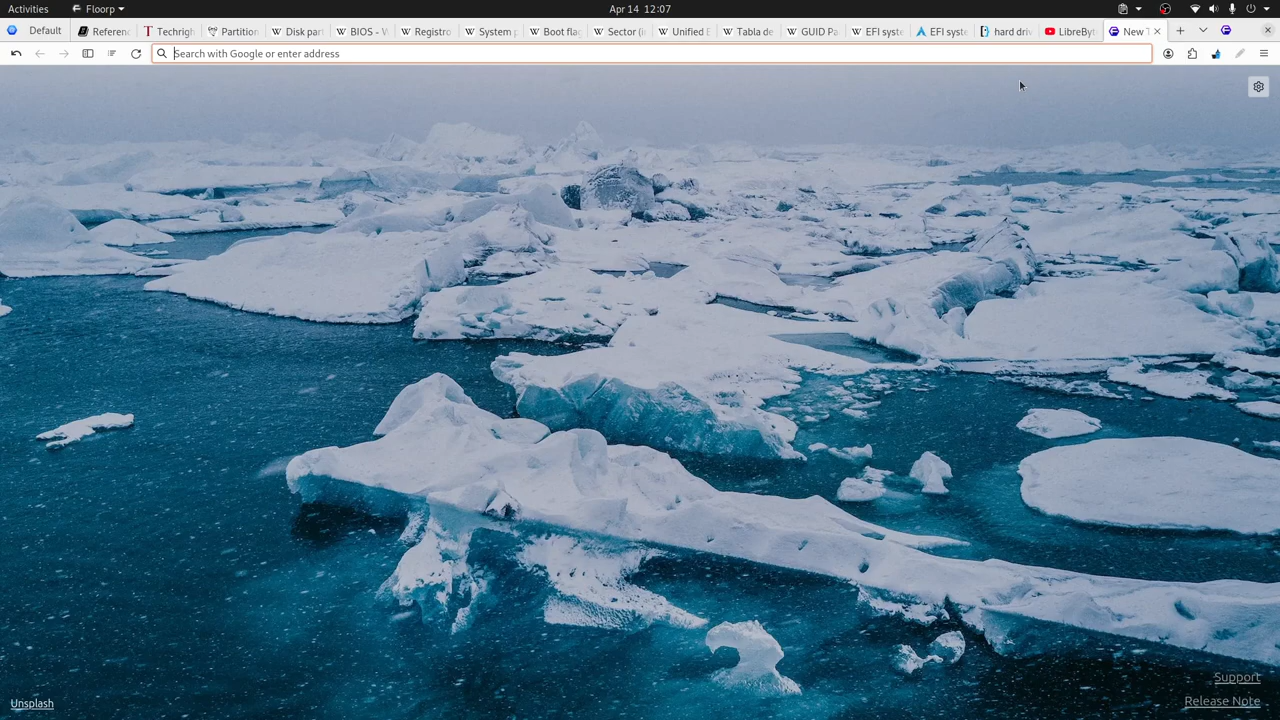 Activities Floorp Apr 14 12:07
Default Referenc Techrigh Partition Disk part BIOS - W Registro System p Boot flag Sector (d Unified E Tabla de GUID Pa EFI syste EFI syste hard driv LibreByt New T
Search with Google or enter address
Support
Unsplash
Release Note